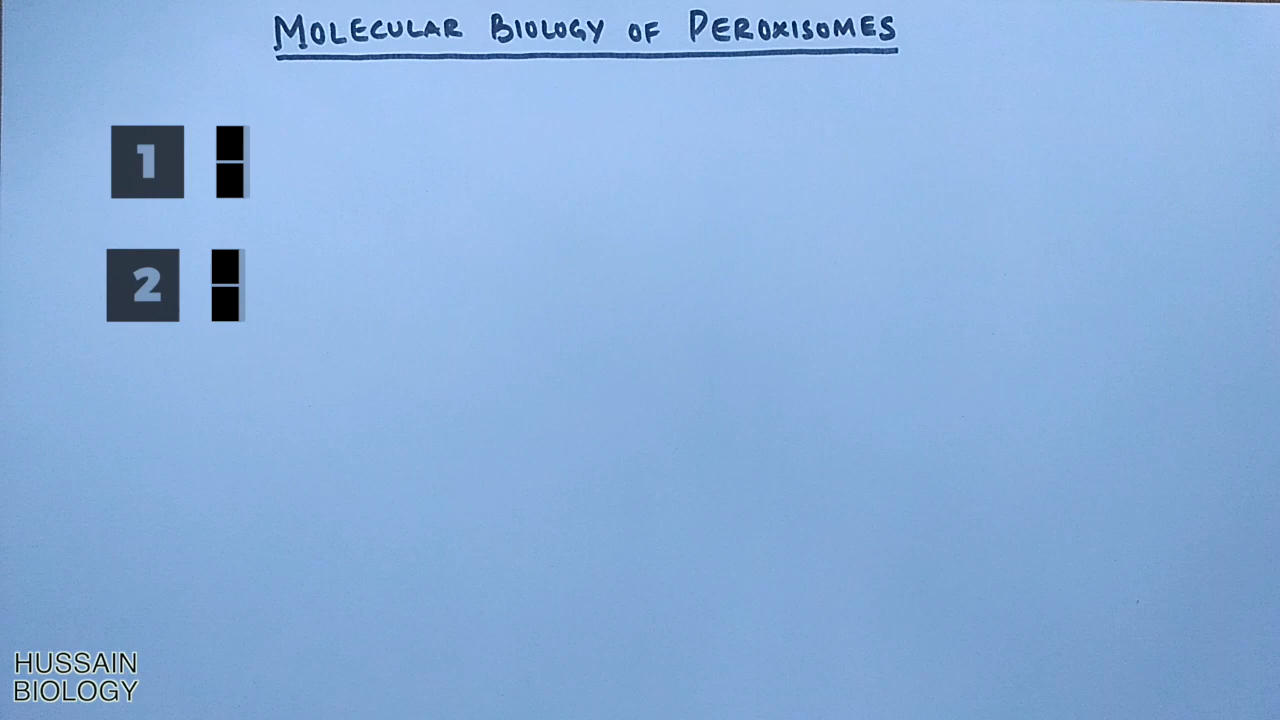 MOLECULAR BIOLOGY OF PEROXISOMES
1
2
HUSSAIN
BIOLOGY